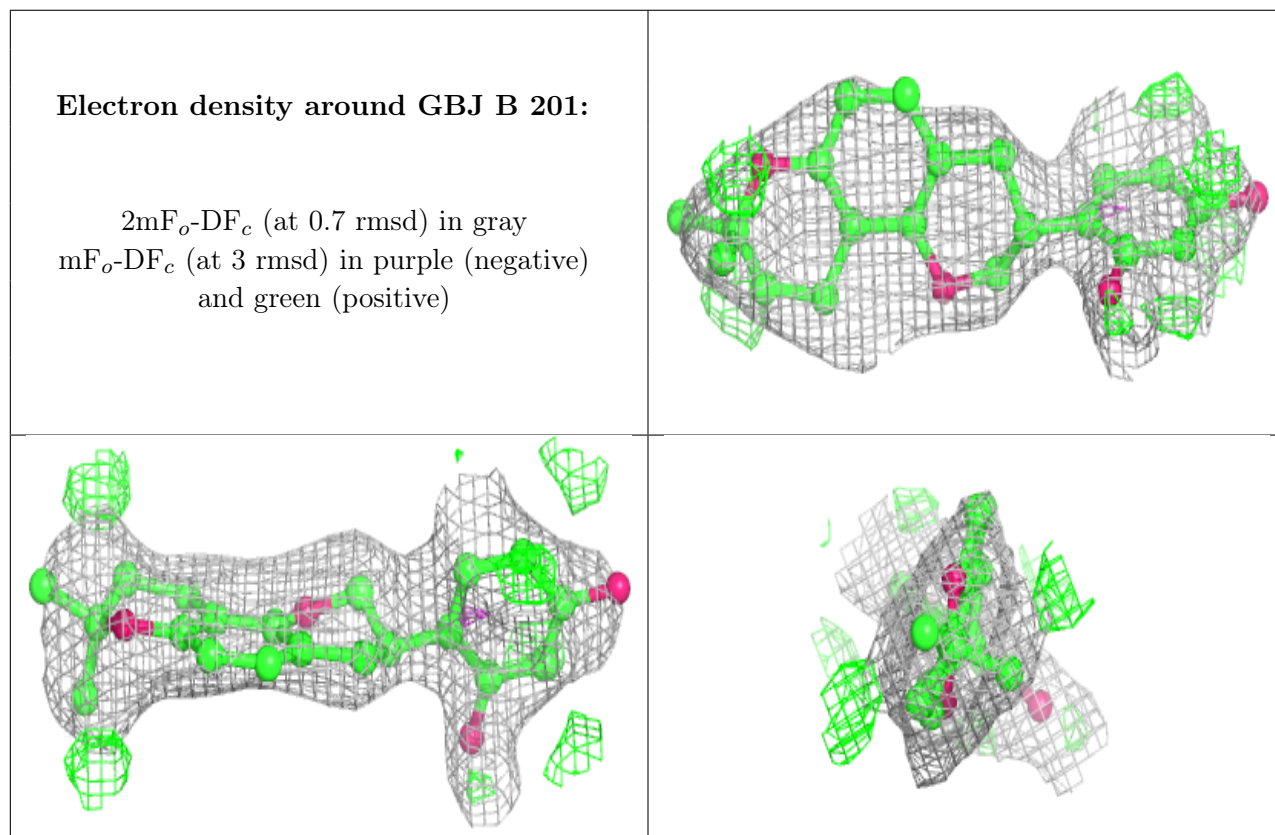 Electron density around GBJ B 201:
2mFo-DFc (at 0.7 rmsd) in gray
mFo-DFc (at 3 rmsd) in purple (negative)
and green (positive)